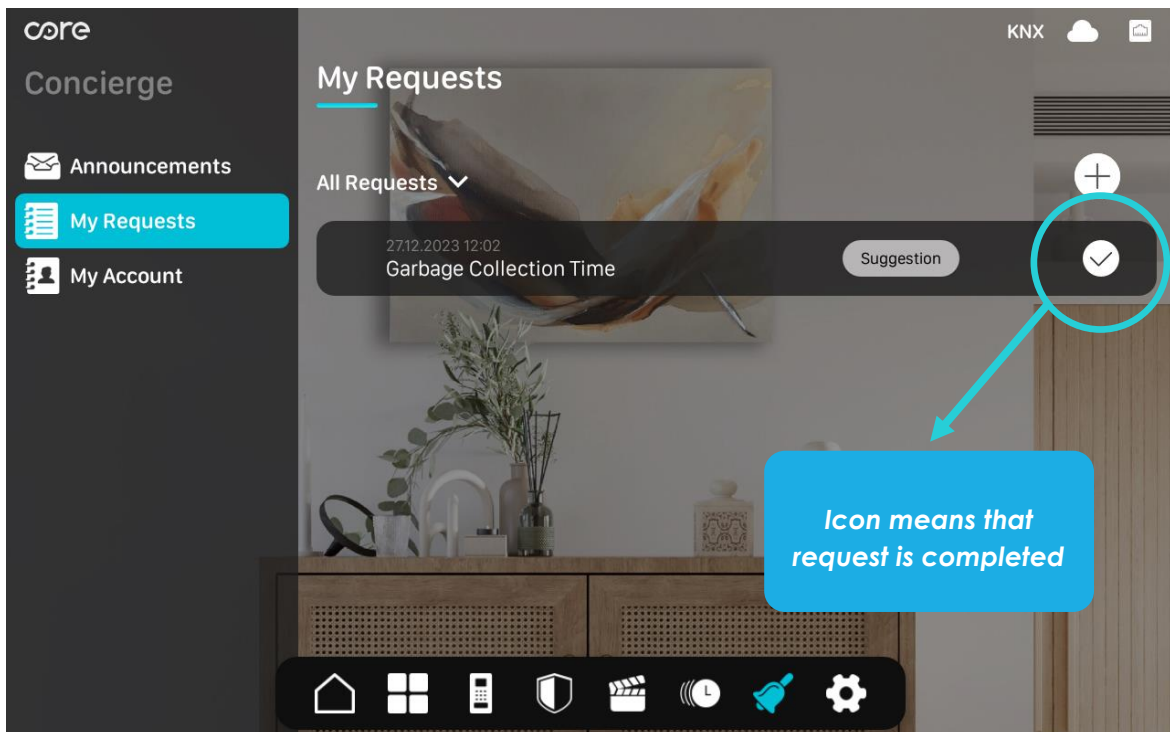 core
KNX
Concierge
My Requests
Announcements
All Requests
My Requests
27.12.2023 12:02
Garbage Collection Time
Suggestion
My Account
Icon means that
request is completed